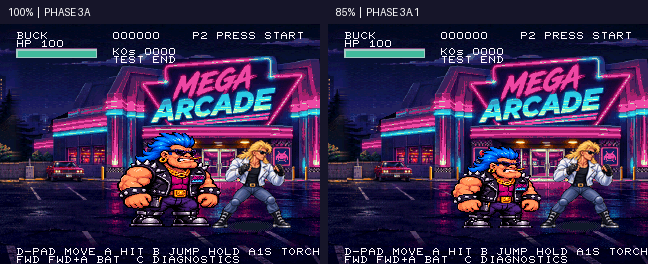 100% | PHASE 3A
BUCK 000000 P2 PRESS START
HP 100
KOs 0000
TEST END
MEGA
ARCADE
D-PAD MOVE A HIT B JUMP HOLD A1S TORCH
FWD FWD+A BAT C DIAGNOSTICS
85% | PHASE 3A.1
BUCK 000000 P2 PRESS START
HP 100
KOs 0000
TEST END
MEGA
ARCADE
D-PAD MOVE A HIT B JUMP HOLD A1S TORCH
FWD FWD+A BAT C DIAGNOSTICS